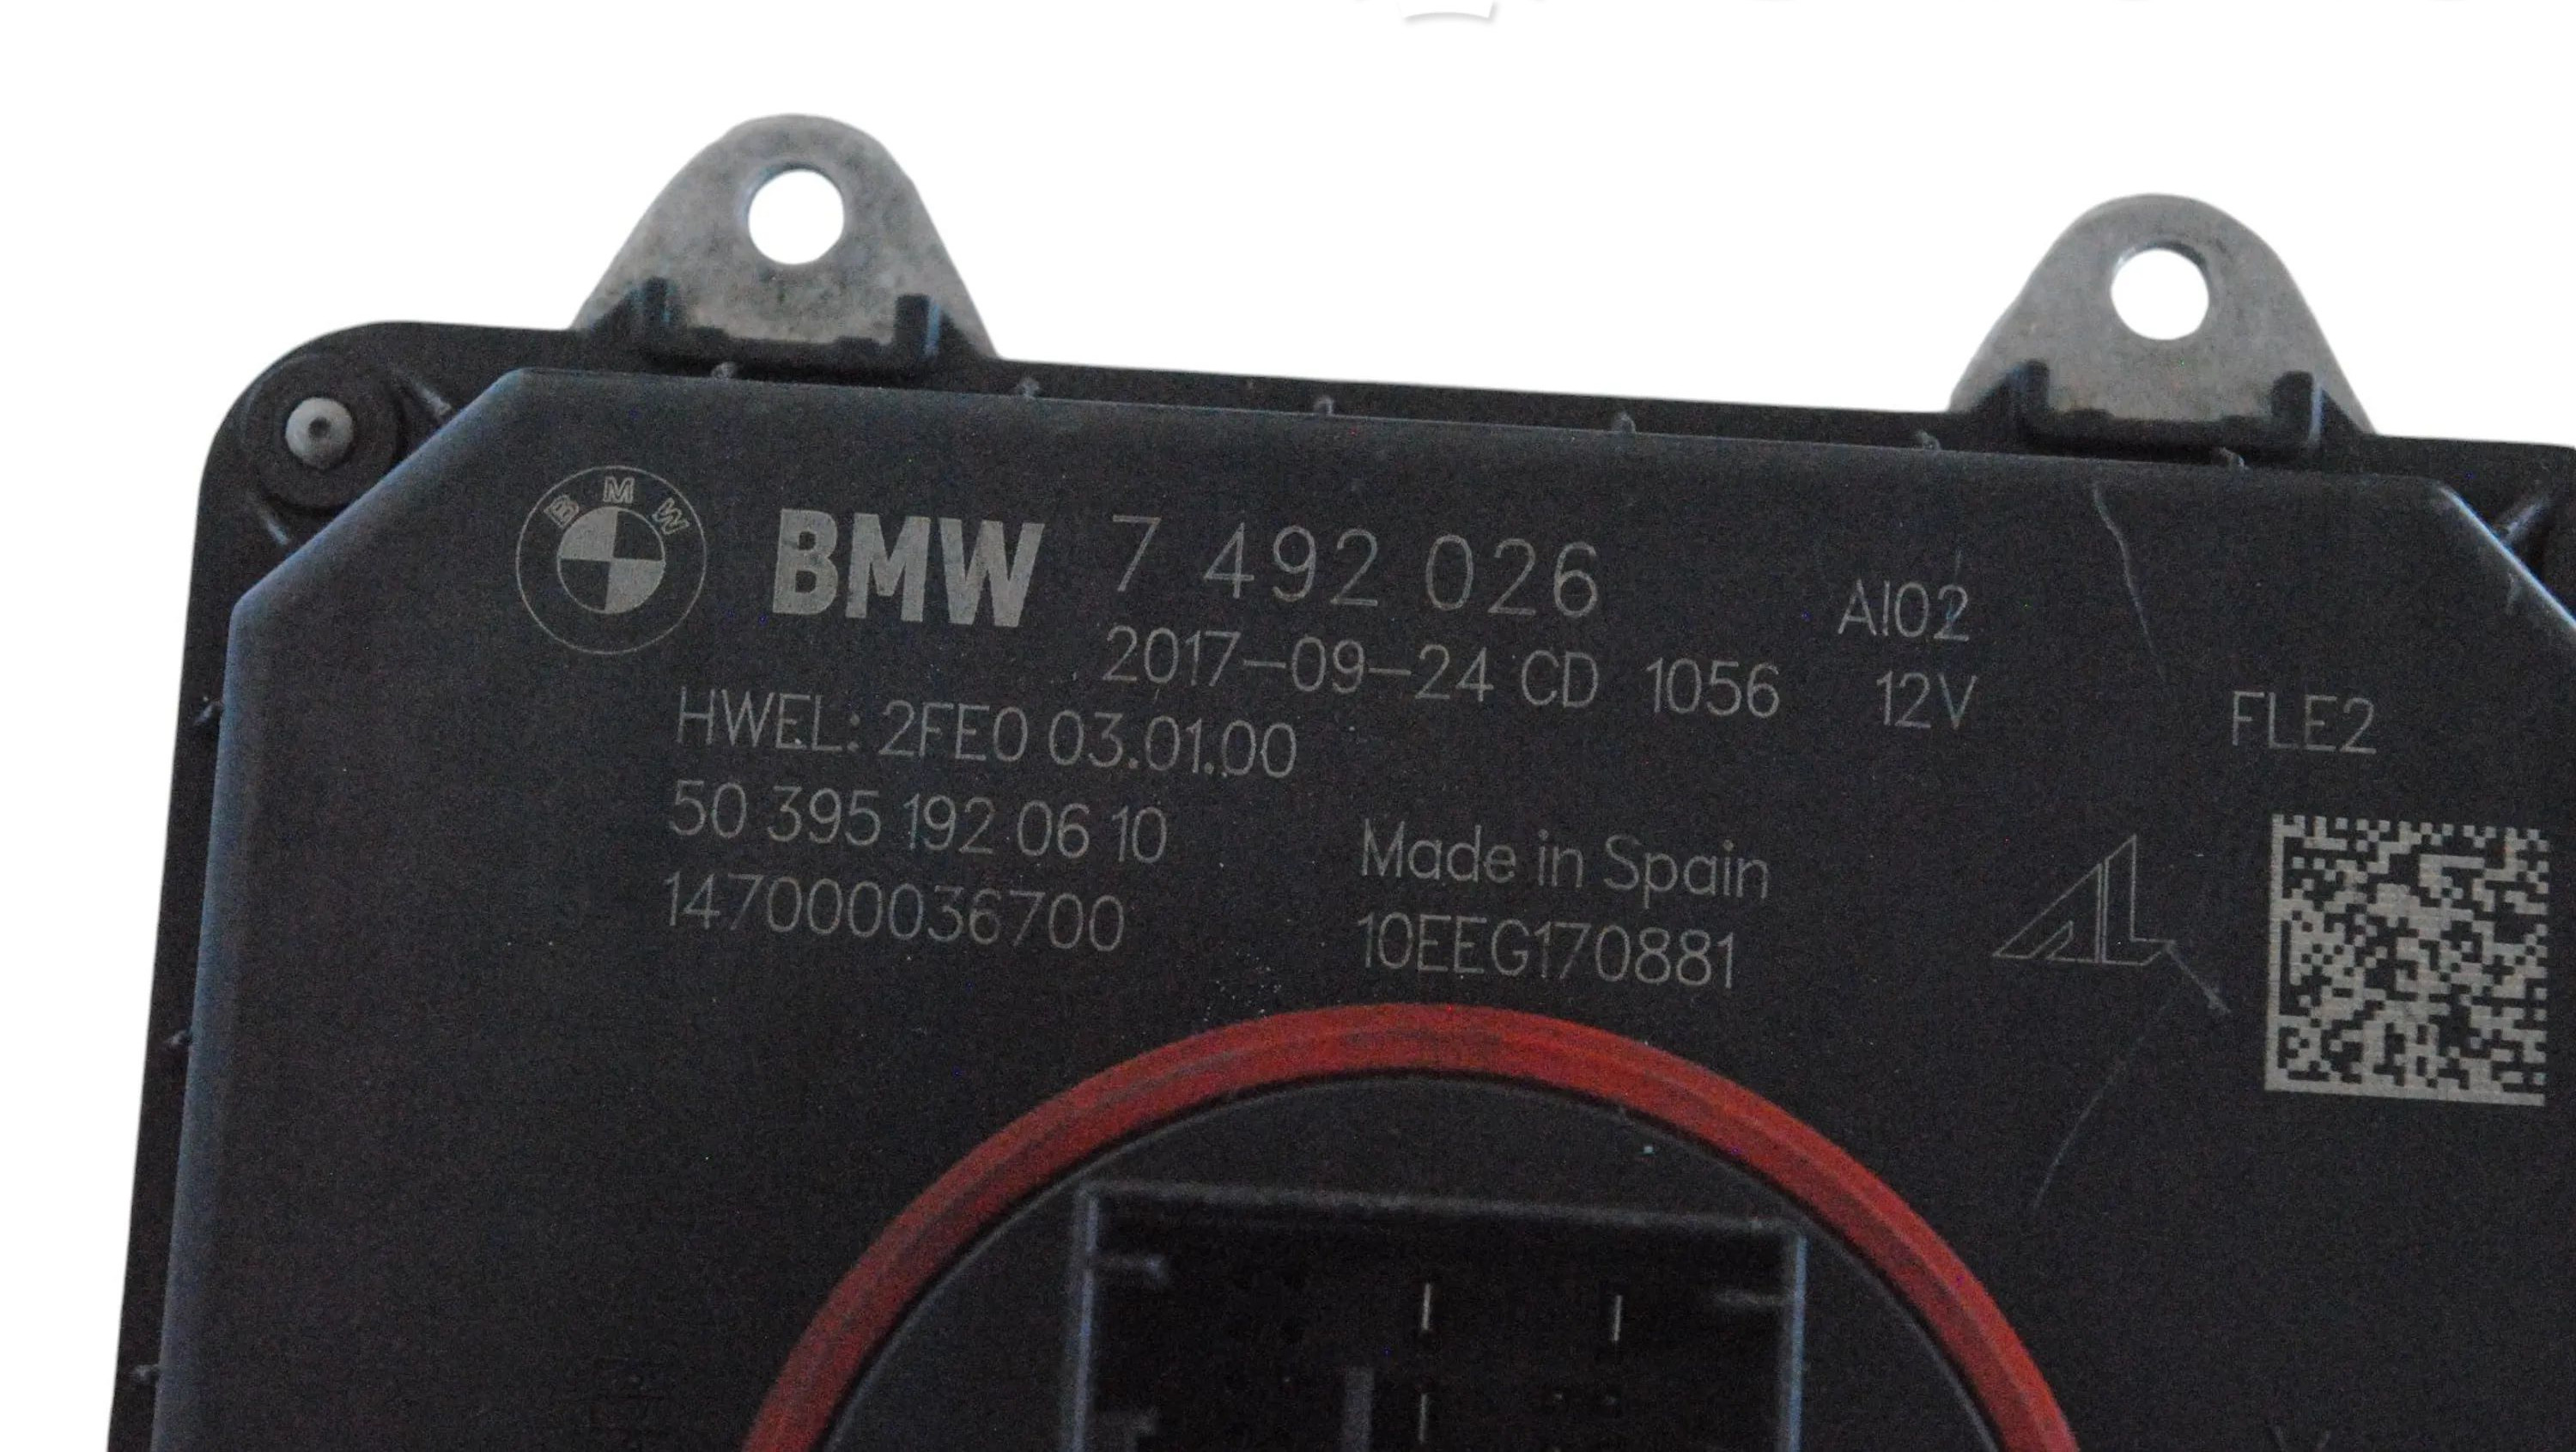 BMW BMW 7 492 026 AI02
2017-09-24 CD 1056 12V FLE2
HWEL: 2FE0 03.01.00
50 395 192 06 10 Made in Spain AL
147000036700 10EEG170881